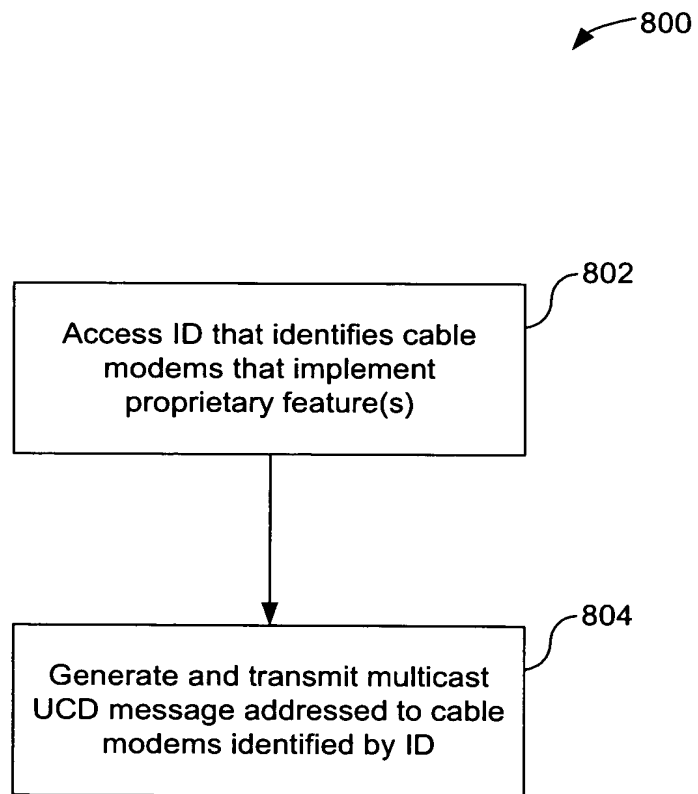 800
802
Access ID that identifies cable
modems that implement
proprietary feature(s)
804
Generate and transmit multicast
UCD message addressed to cable
modems identified by ID